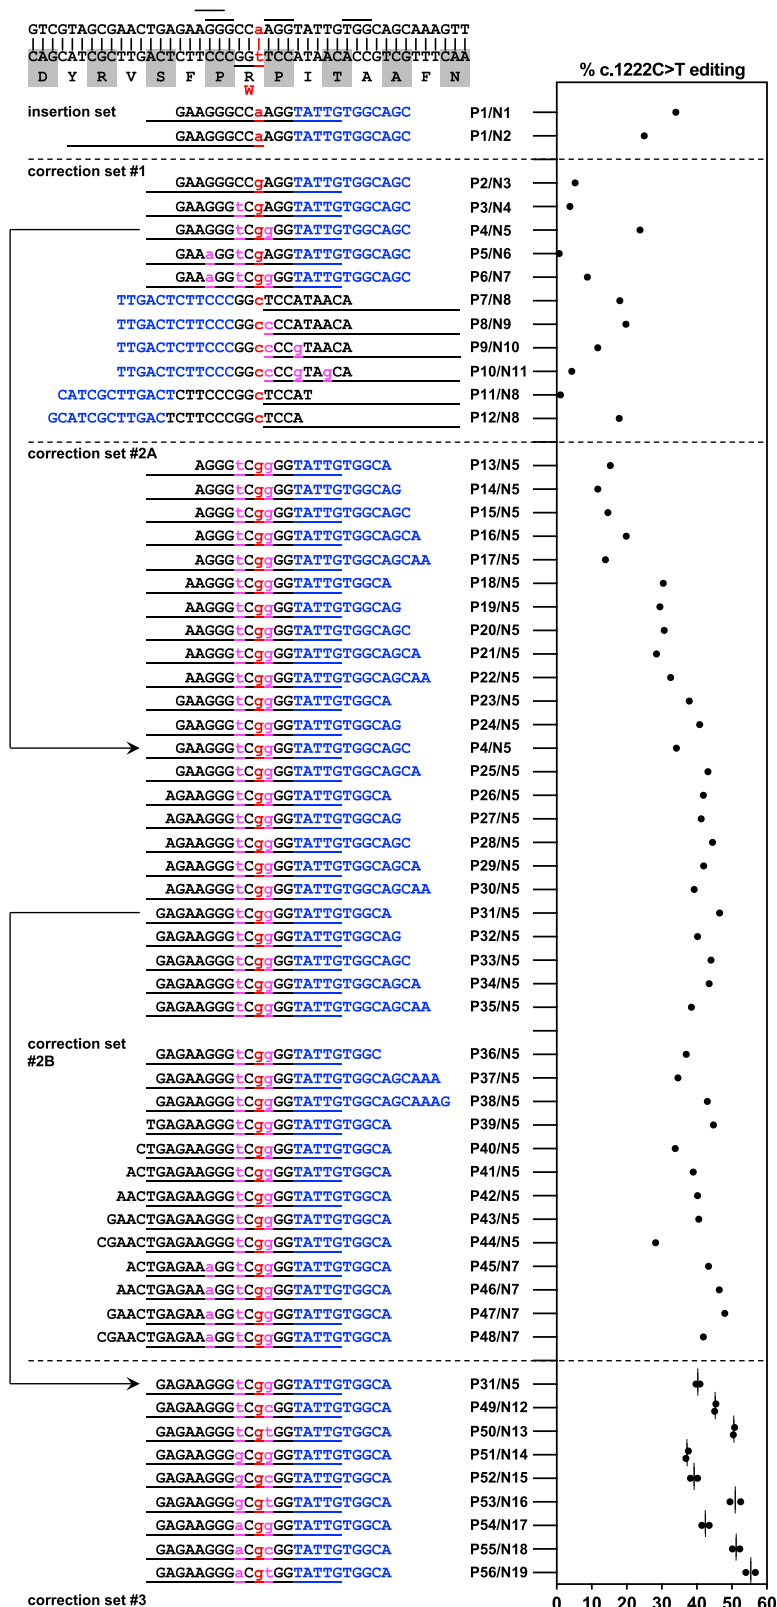 GTCGTAGCGAACTGAGAAGGGCCaAGGTATTGTGGCAGCAAAGTT
CAGCATCGCTTGACTCTTCCCGGtTCCATAACACCGTCGTTTCAA
D Y R V S F P R P I T A A F N
W
% c.1222C>T editing
insertion set GAAGGGCCaAGGTATTGTGGCAGC P1/N1
GAAGGGCCaAGGTATTGTGGCAGC P1/N2
correction set #1
GAAGGGCCgAGGTATTGTGGCAGC P2/N3
GAAGGGtCgAGGTATTGTGGCAGC P3/N4
GAAGGGtCggGGTATTGTGGCAGC P4/N5
GAAaGGtCgAGGTATTGTGGCAGC P5/N6
GAAaGGtCggGGTATTGTGGCAGC P6/N7
TTGACTCTTCCCGGcTCCATAACA P7/N8
TTGACTCTTCCCGGccCCATAACA P8/N9
TTGACTCTTCCCGGccCCgTAACA P9/N10
TTGACTCTTCCCGGccCCgTAgCA P10/N11
CATCGCTTGACTCTTCCCGGcTCCAT P11/N8
GCATCGCTTGACTCTTCCCGGcTCCA P12/N8
correction set #2A
AGGGtCggGGTATTGTGGCA P13/N5
AGGGtCggGGTATTGTGGCAG P14/N5
AGGGtCggGGTATTGTGGCAGC P15/N5
AGGGtCggGGTATTGTGGCAGCA P16/N5
AGGGtCggGGTATTGTGGCAGCAA P17/N5
AAGGGtCggGGTATTGTGGCA P18/N5
AAGGGtCggGGTATTGTGGCAG P19/N5
AAGGGtCggGGTATTGTGGCAGC P20/N5
AAGGGtCggGGTATTGTGGCAGCA P21/N5
AAGGGtCggGGTATTGTGGCAGCAA P22/N5
GAAGGGtCggGGTATTGTGGCA P23/N5
GAAGGGtCggGGTATTGTGGCAG P24/N5
GAAGGGtCggGGTATTGTGGCAGC P4/N5
GAAGGGtCggGGTATTGTGGCAGCA P25/N5
AGAAGGGtCggGGTATTGTGGCA P26/N5
AGAAGGGtCggGGTATTGTGGCAG P27/N5
AGAAGGGtCggGGTATTGTGGCAGC P28/N5
AGAAGGGtCggGGTATTGTGGCAGCA P29/N5
AGAAGGGtCggGGTATTGTGGCAGCAA P30/N5
GAGAAGGGtCggGGTATTGTGGCA P31/N5
GAGAAGGGtCggGGTATTGTGGCAG P32/N5
GAGAAGGGtCggGGTATTGTGGCAGC P33/N5
GAGAAGGGtCggGGTATTGTGGCAGCA P34/N5
GAGAAGGGtCggGGTATTGTGGCAGCAA P35/N5
correction set
#2B
GAGAAGGGtCggGGTATTGTGGC P36/N5
GAGAAGGGtCggGGTATTGTGGCAGCAAA P37/N5
GAGAAGGGtCggGGTATTGTGGCAGCAAAG P38/N5
TGAGAAGGGtCggGGTATTGTGGCA P39/N5
CTGAGAAGGGtCggGGTATTGTGGCA P40/N5
ACTGAGAAGGGtCggGGTATTGTGGCA P41/N5
AACTGAGAAGGGtCggGGTATTGTGGCA P42/N5
GAACTGAGAAGGGtCggGGTATTGTGGCA P43/N5
CGAACTGAGAAGGGtCggGGTATTGTGGCA P44/N5
ACTGAGAAaGGtCggGGTATTGTGGCA P45/N7
AACTGAGAAaGGtCggGGTATTGTGGCA P46/N7
GAACTGAGAAaGGtCggGGTATTGTGGCA P47/N7
CGAACTGAGAAaGGtCggGGTATTGTGGCA P48/N7
GAGAAGGGtCggGGTATTGTGGCA P31/N5
GAGAAGGGtCgcGGTATTGTGGCA P49/N12
GAGAAGGGtCgtGGTATTGTGGCA P50/N13
GAGAAGGGgCggGGTATTGTGGCA P51/N14
GAGAAGGGgCgcGGTATTGTGGCA P52/N15
GAGAAGGGgCgtGGTATTGTGGCA P53/N16
GAGAAGGGaCggGGTATTGTGGCA P54/N17
GAGAAGGGaCgcGGTATTGTGGCA P55/N18
GAGAAGGGaCgtGGTATTGTGGCA P56/N19
correction set #3
0 10 20 30 40 50 60